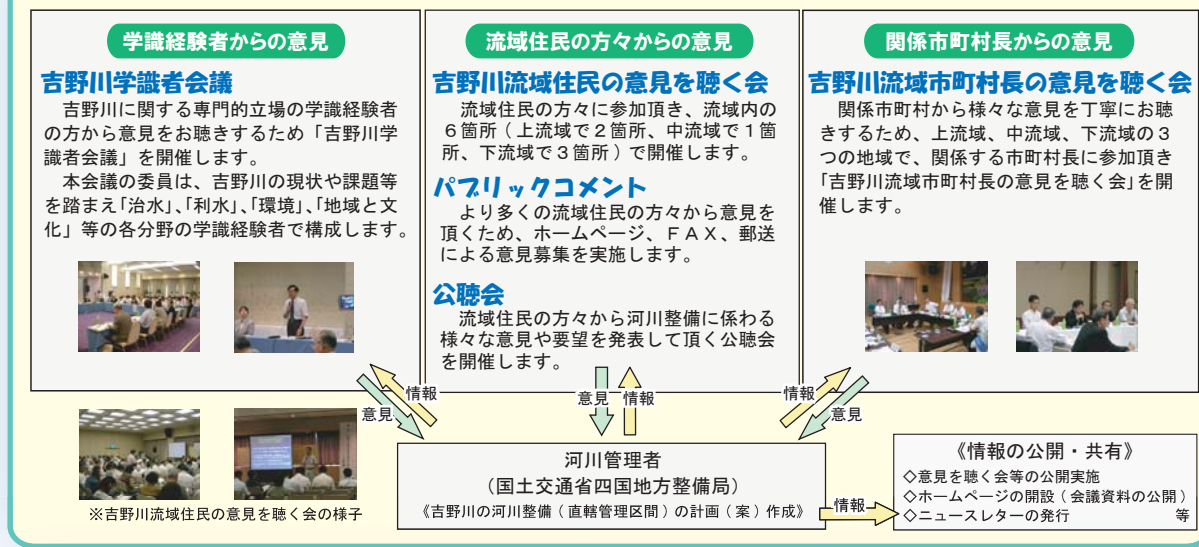 学識経験者からの意見
吉野川学識者会議
吉野川に関する専門的立場の学識経験者
の方から意見をお聴きするため「吉野川学
識者会議」を開催します。
本会議の委員は、吉野川の現状や課題等
を踏まえ「治水」、「利水」、「環境」、「地域と文
化」等の各分野の学識経験者で構成します。
流域住民の方々からの意見
吉野川流域住民の意見を聴く会
流域住民の方々に参加頂き、流域内の
6箇所(上流域で2箇所、中流域で1箇
所、下流域で3箇所)で開催します。
パブリックコメント
より多くの流域住民の方々から意見を
頂くため、ホームページ、FAX、郵送
による意見募集を実施します。
公聴会
流域住民の方々から河川整備に係わる
様々な意見や要望を発表して頂く公聴会
を開催します。
関係市町村長からの意見
吉野川流域市町村長の意見を聴く会
関係市町村から様々な意見を丁寧にお聴
きするため、上流域、中流域、下流域の3
つの地域で、関係する市町村長に参加頂き
「吉野川流域市町村長の意見を聴く会」を開
催します。
情報
意見
意見
情報
情報
意見
※吉野川流域住民の意見を聴く会の様子
河川管理者
(国土交通省四国地方整備局)
《吉野川の河川整備(直轄管理区間)の計画(案)作成》
情報
《情報の公開・共有》
◇意見を聴く会等の公開実施
◇ホームページの開設(会議資料の公開)
◇ニュースレターの発行 等